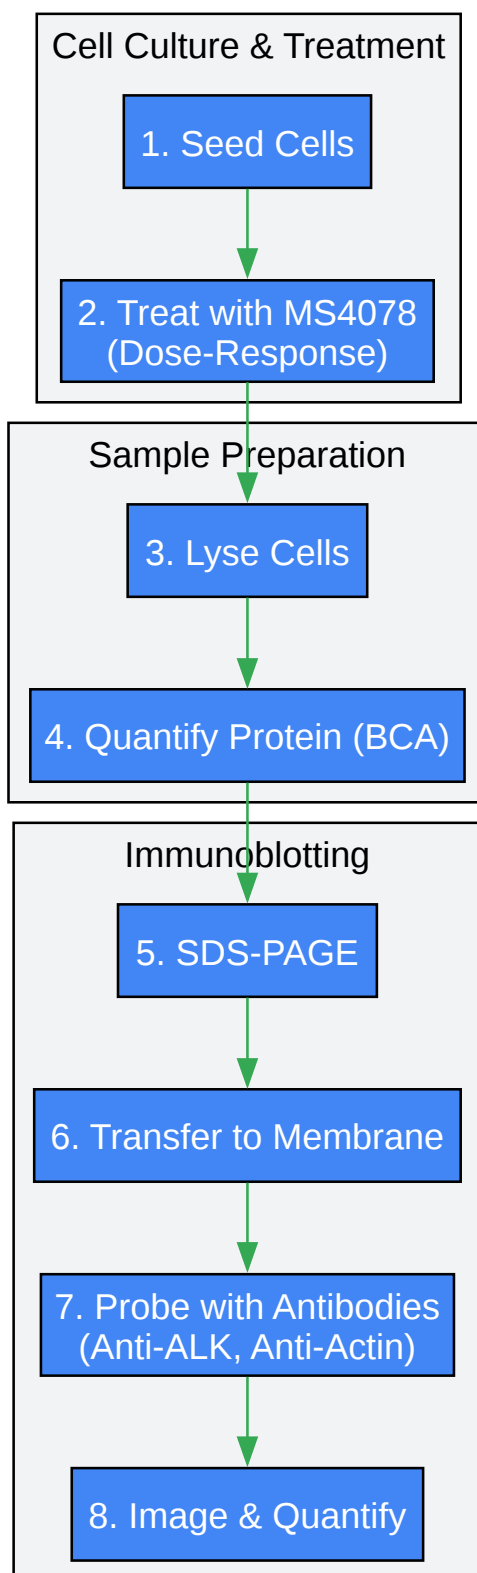 Cell Culture & Treatment
1. Seed Cells
2. Treat with MS4078
(Dose-Response)
Sample Preparation
3. Lyse Cells
4. Quantify Protein (BCA)
Immunoblotting
5. SDS-PAGE
6. Transfer to Membrane
7. Probe with Antibodies
(Anti-ALK, Anti-Actin)
8. Image & Quantify